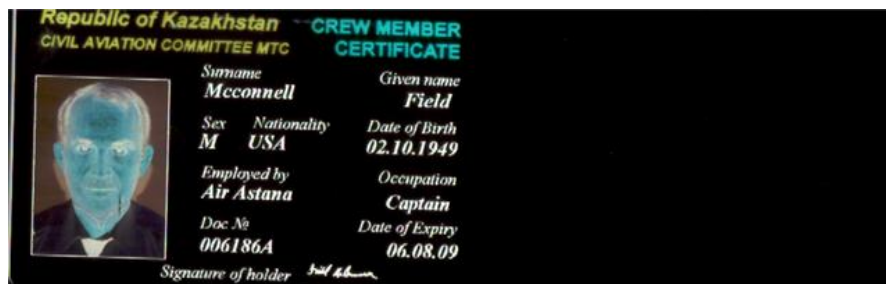 Republic of Kazakhstan
CIVIL AVIATION COMMITTEE MTC
CREW MEMBER
CERTIFICATE
Surname
Mcconnell
Given name
Field
Sex Nationality
M USA
Date of Birth
02.10.1949
Employed by
Air Astana
Occupation
Captain
Doc №
006186A
Date of Expiry
06.08.09
Signature of holder